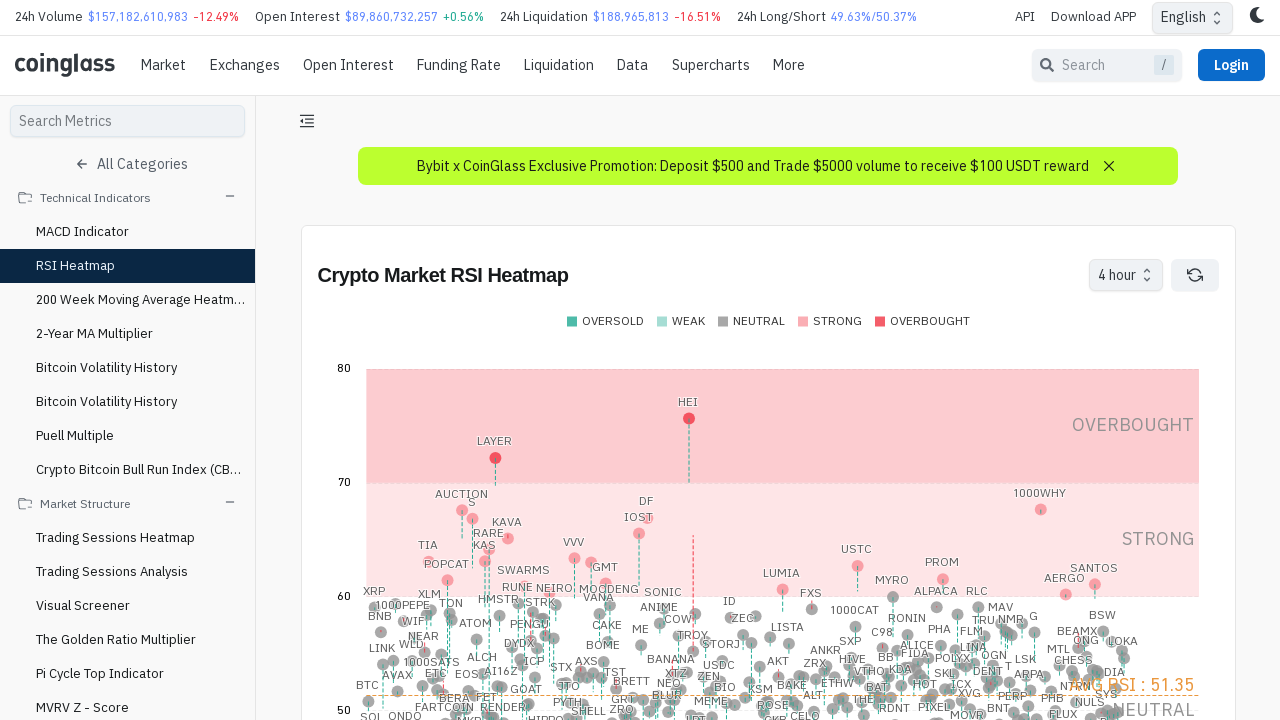 24h Volume $157,182,610,983 -12.49% Open Interest $89,860,732,257 +0.56% 24h Liquidation $188,965,813 -16.51% 24h Long/Short 49.63%/50.37% API Download APP English
coinglass Market Exchanges Open Interest Funding Rate Liquidation Data Supercharts More Search / Login
Search Metrics
All Categories
Technical Indicators
MACD Indicator
RSI Heatmap
200 Week Moving Average Heatm...
2-Year MA Multiplier
Bitcoin Volatility History
Bitcoin Volatility History
Puell Multiple
Crypto Bitcoin Bull Run Index (CB...
Market Structure
Trading Sessions Heatmap
Trading Sessions Analysis
Visual Screener
The Golden Ratio Multiplier
Pi Cycle Top Indicator
MVRV Z - Score
Bybit x CoinGlass Exclusive Promotion: Deposit $500 and Trade $5000 volume to receive $100 USDT reward
Crypto Market RSI Heatmap
4 hour
OVERSOLD WEAK NEUTRAL STRONG OVERBOUGHT
80
HEI
OVERBOUGHT
LAYER
70
AUCTION S DF 1000WHY
IOST
KAVA
RARE
STRONG
TIA KAS VVV USTC
POPCAT SWARMS GMT LUMIA PROM SANTOS
MYRO AERGO
60
XRP XLM RUNE NEIRO MOODENG SONIC FXS ALPACA RLC
1000PEPE TDN HMSTR STRK VANA ANIME ID 1000CAT MAV
BNB WIF ATOM PENGU CAKE COW ZEC RONIN TRU NMR G BSW
NEAR ME TROY LISTA C98 PHA FLM BEAMX
LINK WLD DYDX BOME STORJ SXP ALICE LINA MTL QNG LOKA
1000SATS ALCH ICP AXS BANANA USDC AKT ANKR HIVE BB FIDA POLYX OGN LSK CHESS
AVAX ETC EOS AI16Z STX TST XTZ ZEN ZRX VTHO KDA SKL DENT T ARPA DIA
BTC GOAT CTO BRETT NEO BIO KSM BAKE ETHW BAT HOT ICX NTRN
AVG RSI : 51.35
BERA FET PYTH GRT BLUR MEME ALT THE XVG PERP PHB SYS
FARTCOIN RENDER SHELL ZRO ROSE RDNT PIXEL BNT NULS
50
SOL ONDO HIPPO CELO MOVR FLUX
NEUTRAL